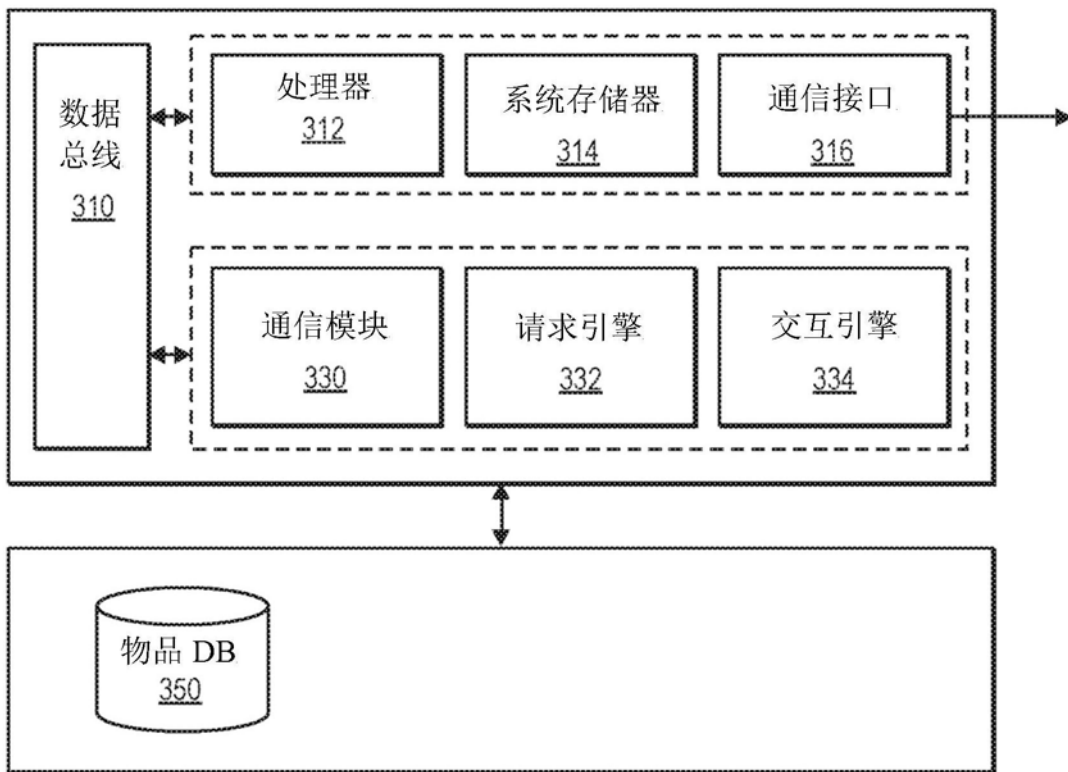 数据
总线
310
处理器
312
系统存储器
314
通信接口
316
通信模块
330
请求引擎
332
交互引擎
334
物品 DB
350